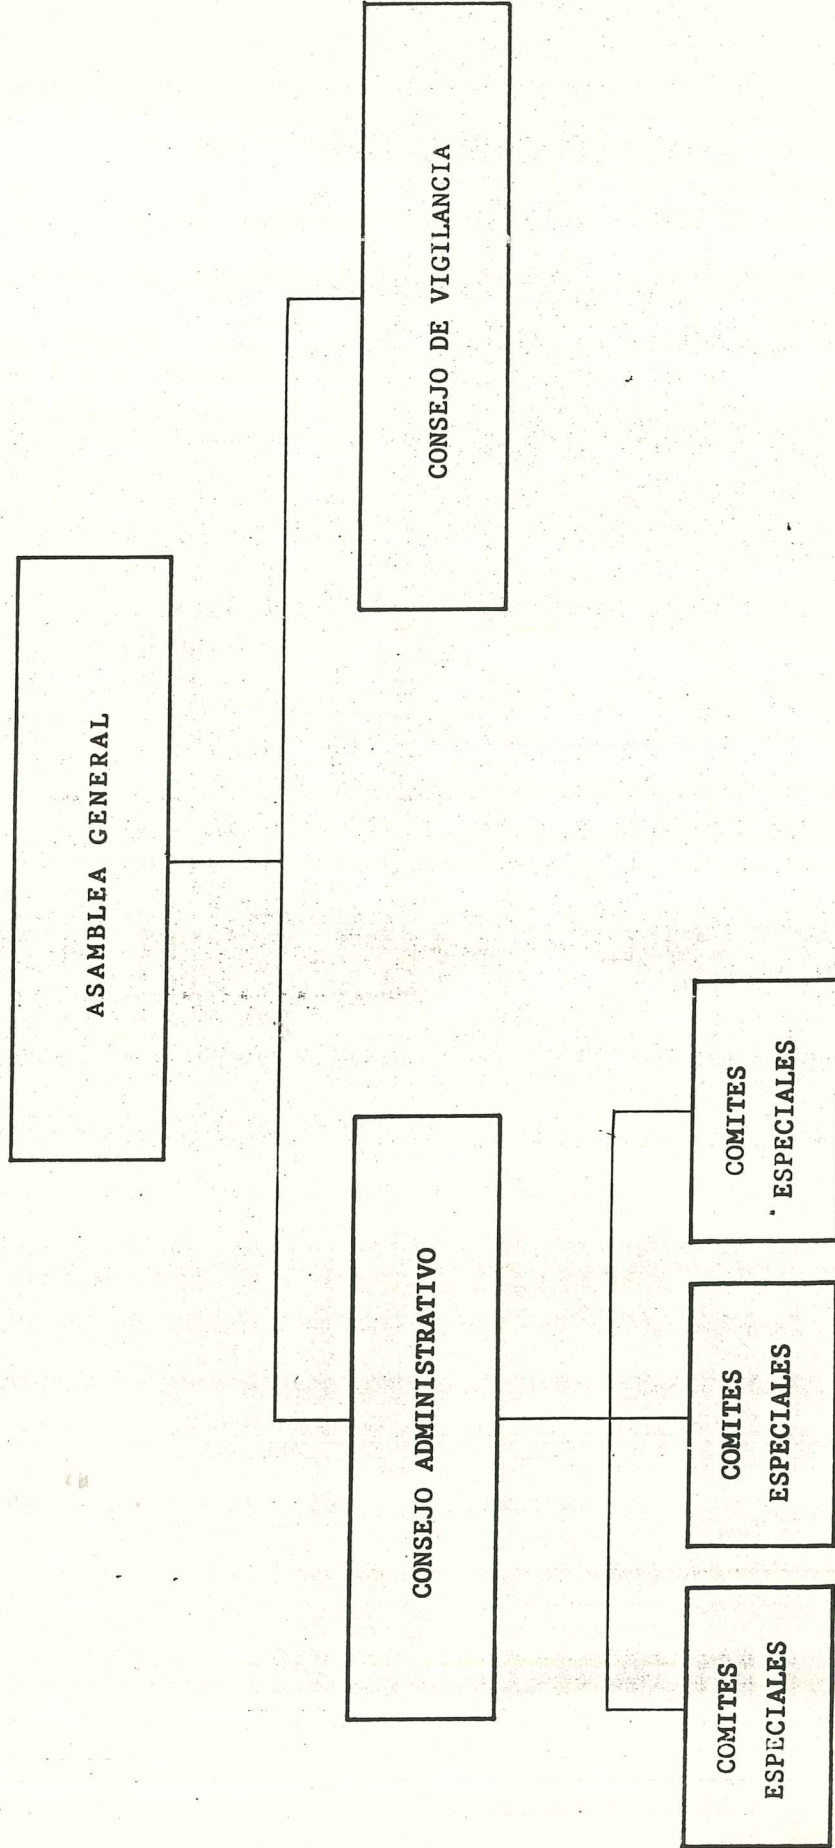 ASAMBLEA GENERAL
CONSEJO ADMINISTRATIVO
CONSEJO DE VIGILANCIA
COMITES
ESPECIALES
COMITES
ESPECIALES
COMITES
ESPECIALES